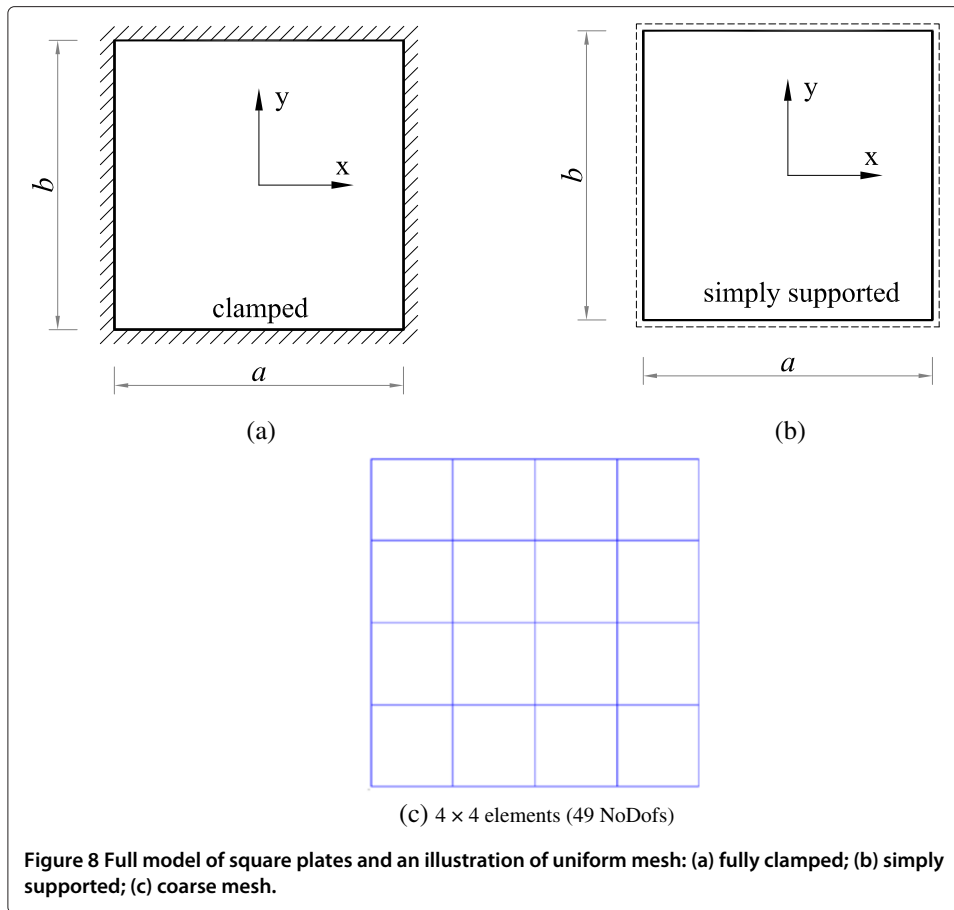 y
x
b
clamped
a
(a)
y
x
b
simply supported
a
(b)
(c) 4 × 4 elements (49 NoDofs)
Figure 8 Full model of square plates and an illustration of uniform mesh: (a) fully clamped; (b) simply
supported; (c) coarse mesh.